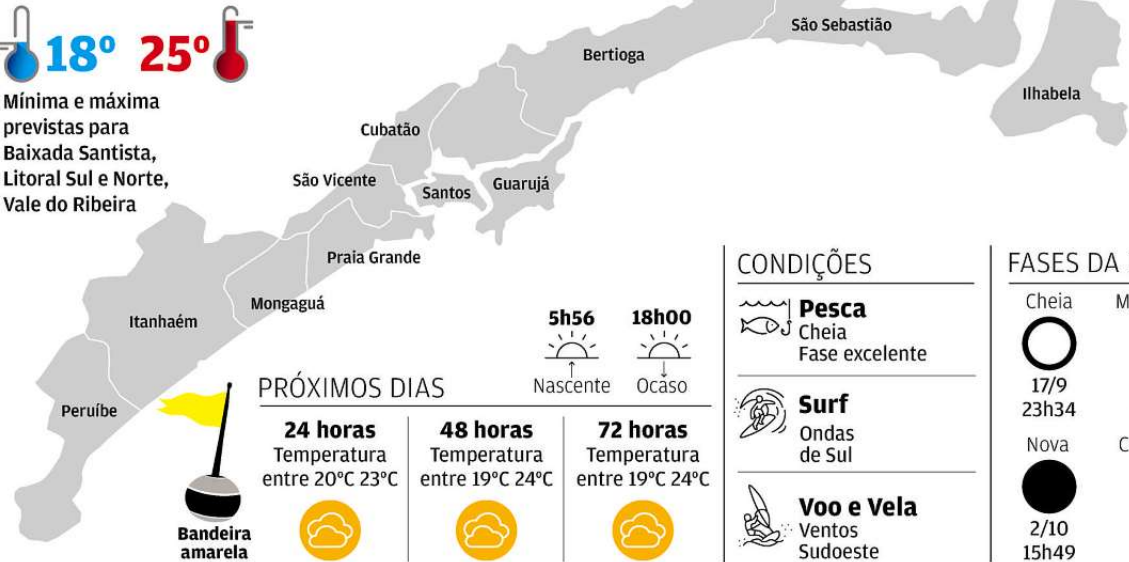 18º 25º
Mínima e máxima
previstas para
Baixada Santista,
Litoral Sul e Norte,
Vale do Ribeira
São Sebastião
Bertioga
Ilhabela
Cubatão
São Vicente
Santos
Guarujá
Praia Grande
Mongaguá
Itanhaém
Peruíbe
Bandeira
amarela
5h56
Nascente
18h00
Ocaso
PRÓXIMOS DIAS
24 horas
Temperatura
entre 20ºC 23ºC
48 horas
Temperatura
entre 19ºC 24ºC
72 horas
Temperatura
entre 19ºC 24ºC
CONDIÇÕES
Pesca
Cheia
Fase excelente
Surf
Ondas
de Sul
Voo e Vela
Ventos
Sudoeste
FASES DA
Cheia
17/9
23h34
Nova
2/10
15h49